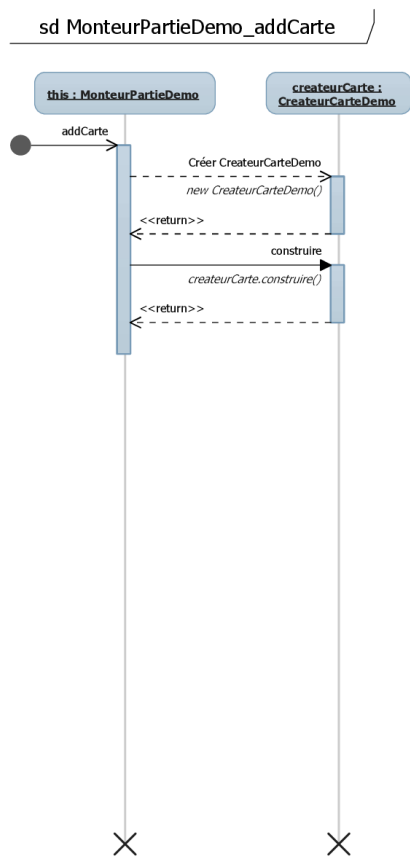 sd MonteurPartieDemo_addCarte
this : MonteurPartieDemo
createurCarte :
CreateurCarteDemo
addCarte
Créer CreateurCarteDemo
new CreateurCarteDemo()
<<return>>
construire
createurCarte.construire()
<<return>>